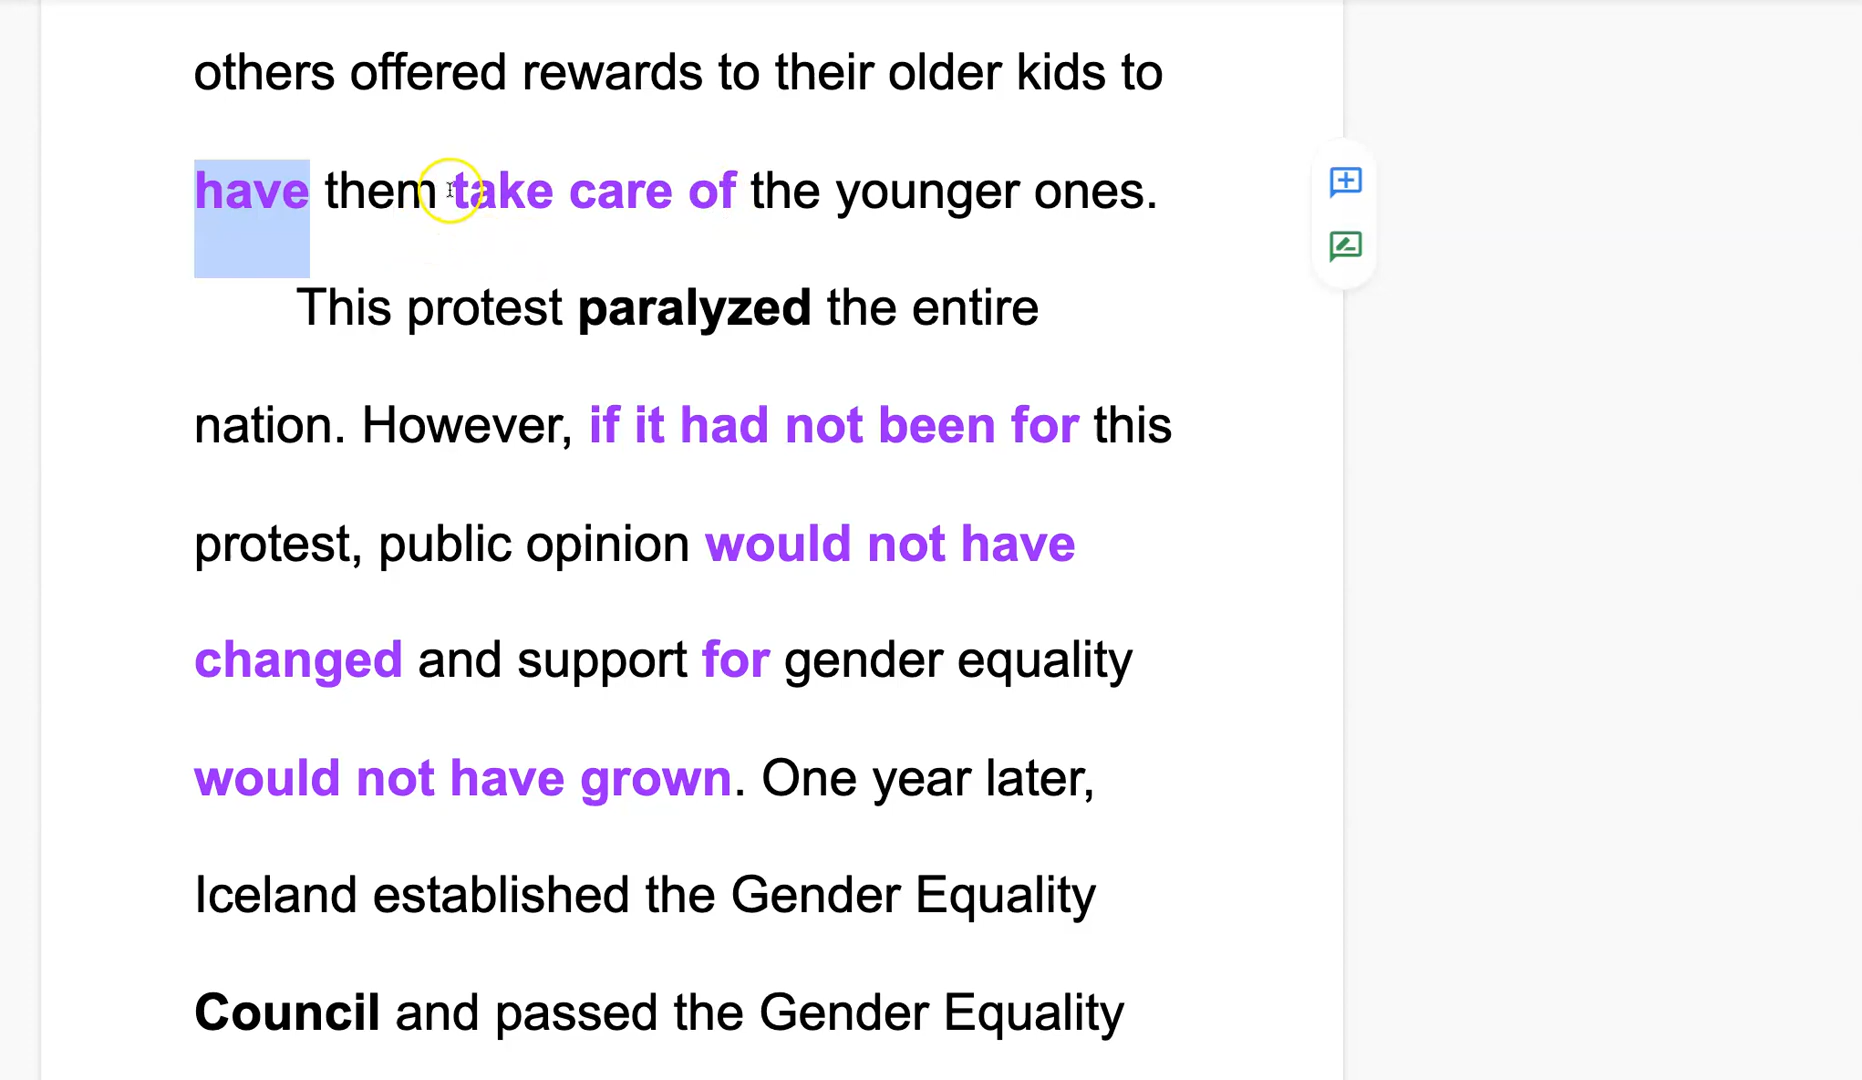 others offered rewards to their older kids to
have them take care of the younger ones.
This protest paralyzed the entire
nation. However, if it had not been for this
protest, public opinion would not have
changed and support for gender equality
would not have grown. One year later,
Iceland established the Gender Equality
Council and passed the Gender Equality